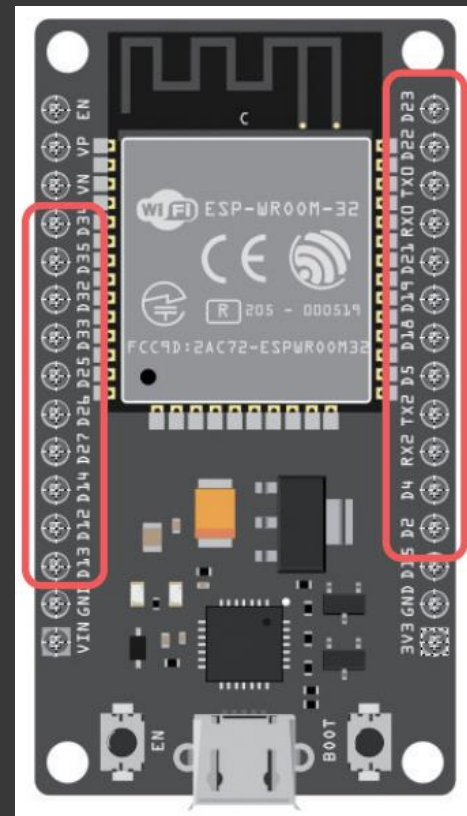 EN
VP
VN
D34
D35
D32
D33
D25
D26
D27
D14
D12
D13
GND
VIN
C
WiFi ESP-WROOM-32
CE
R 205 - 000519
FCC9D:2AC72-ESPWROOM32
D23
D22
TX0
RX0
D21
D19
D18
D5
TX2
RX2
D4
D2
D15
GND
3V3
EN
BOOT